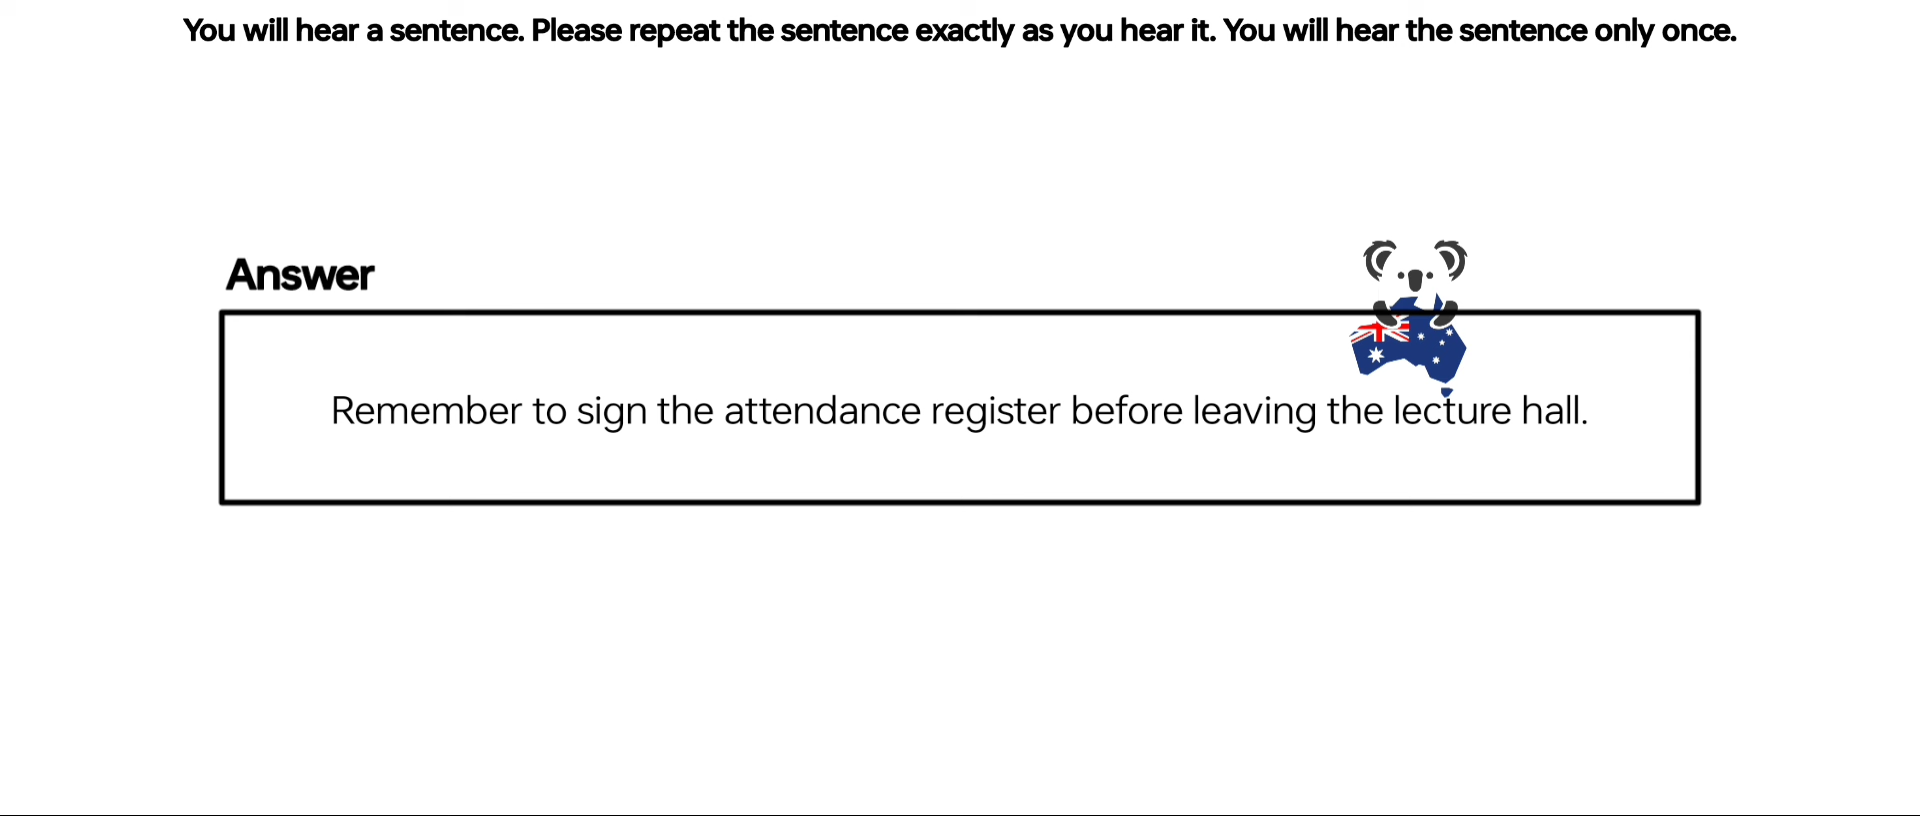 You will hear a sentence. Please repeat the sentence exactly as you hear it. You will hear the sentence only once.
Answer
Remember to sign the attendance register before leaving the lecture hall.